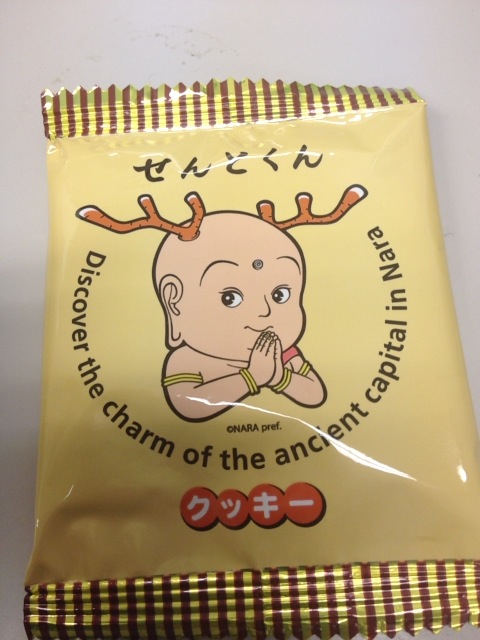 せんとくん
Discover the charm of the ancient capital in Nara
©NARA pref.
クッキー